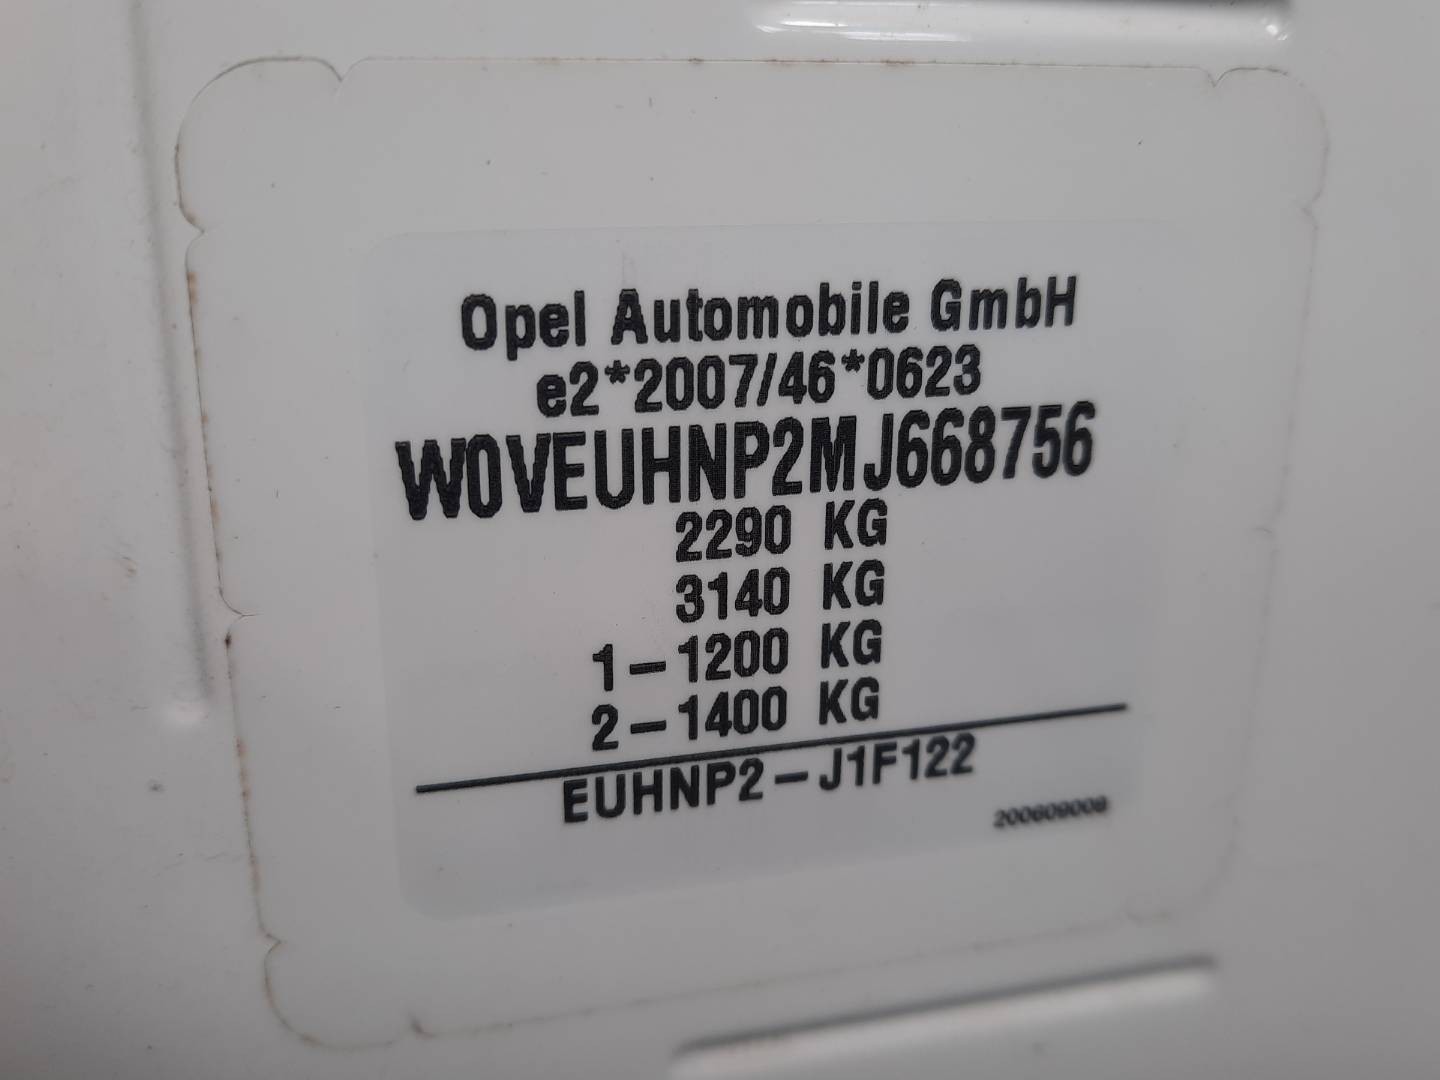 Opel Automobile GmbH
e2*2007/46*0623
W0VEUHNP2MJ668756
2290 KG
3140 KG
1-1200 KG
2-1400 KG
EUHNP2-J1F122
200609008